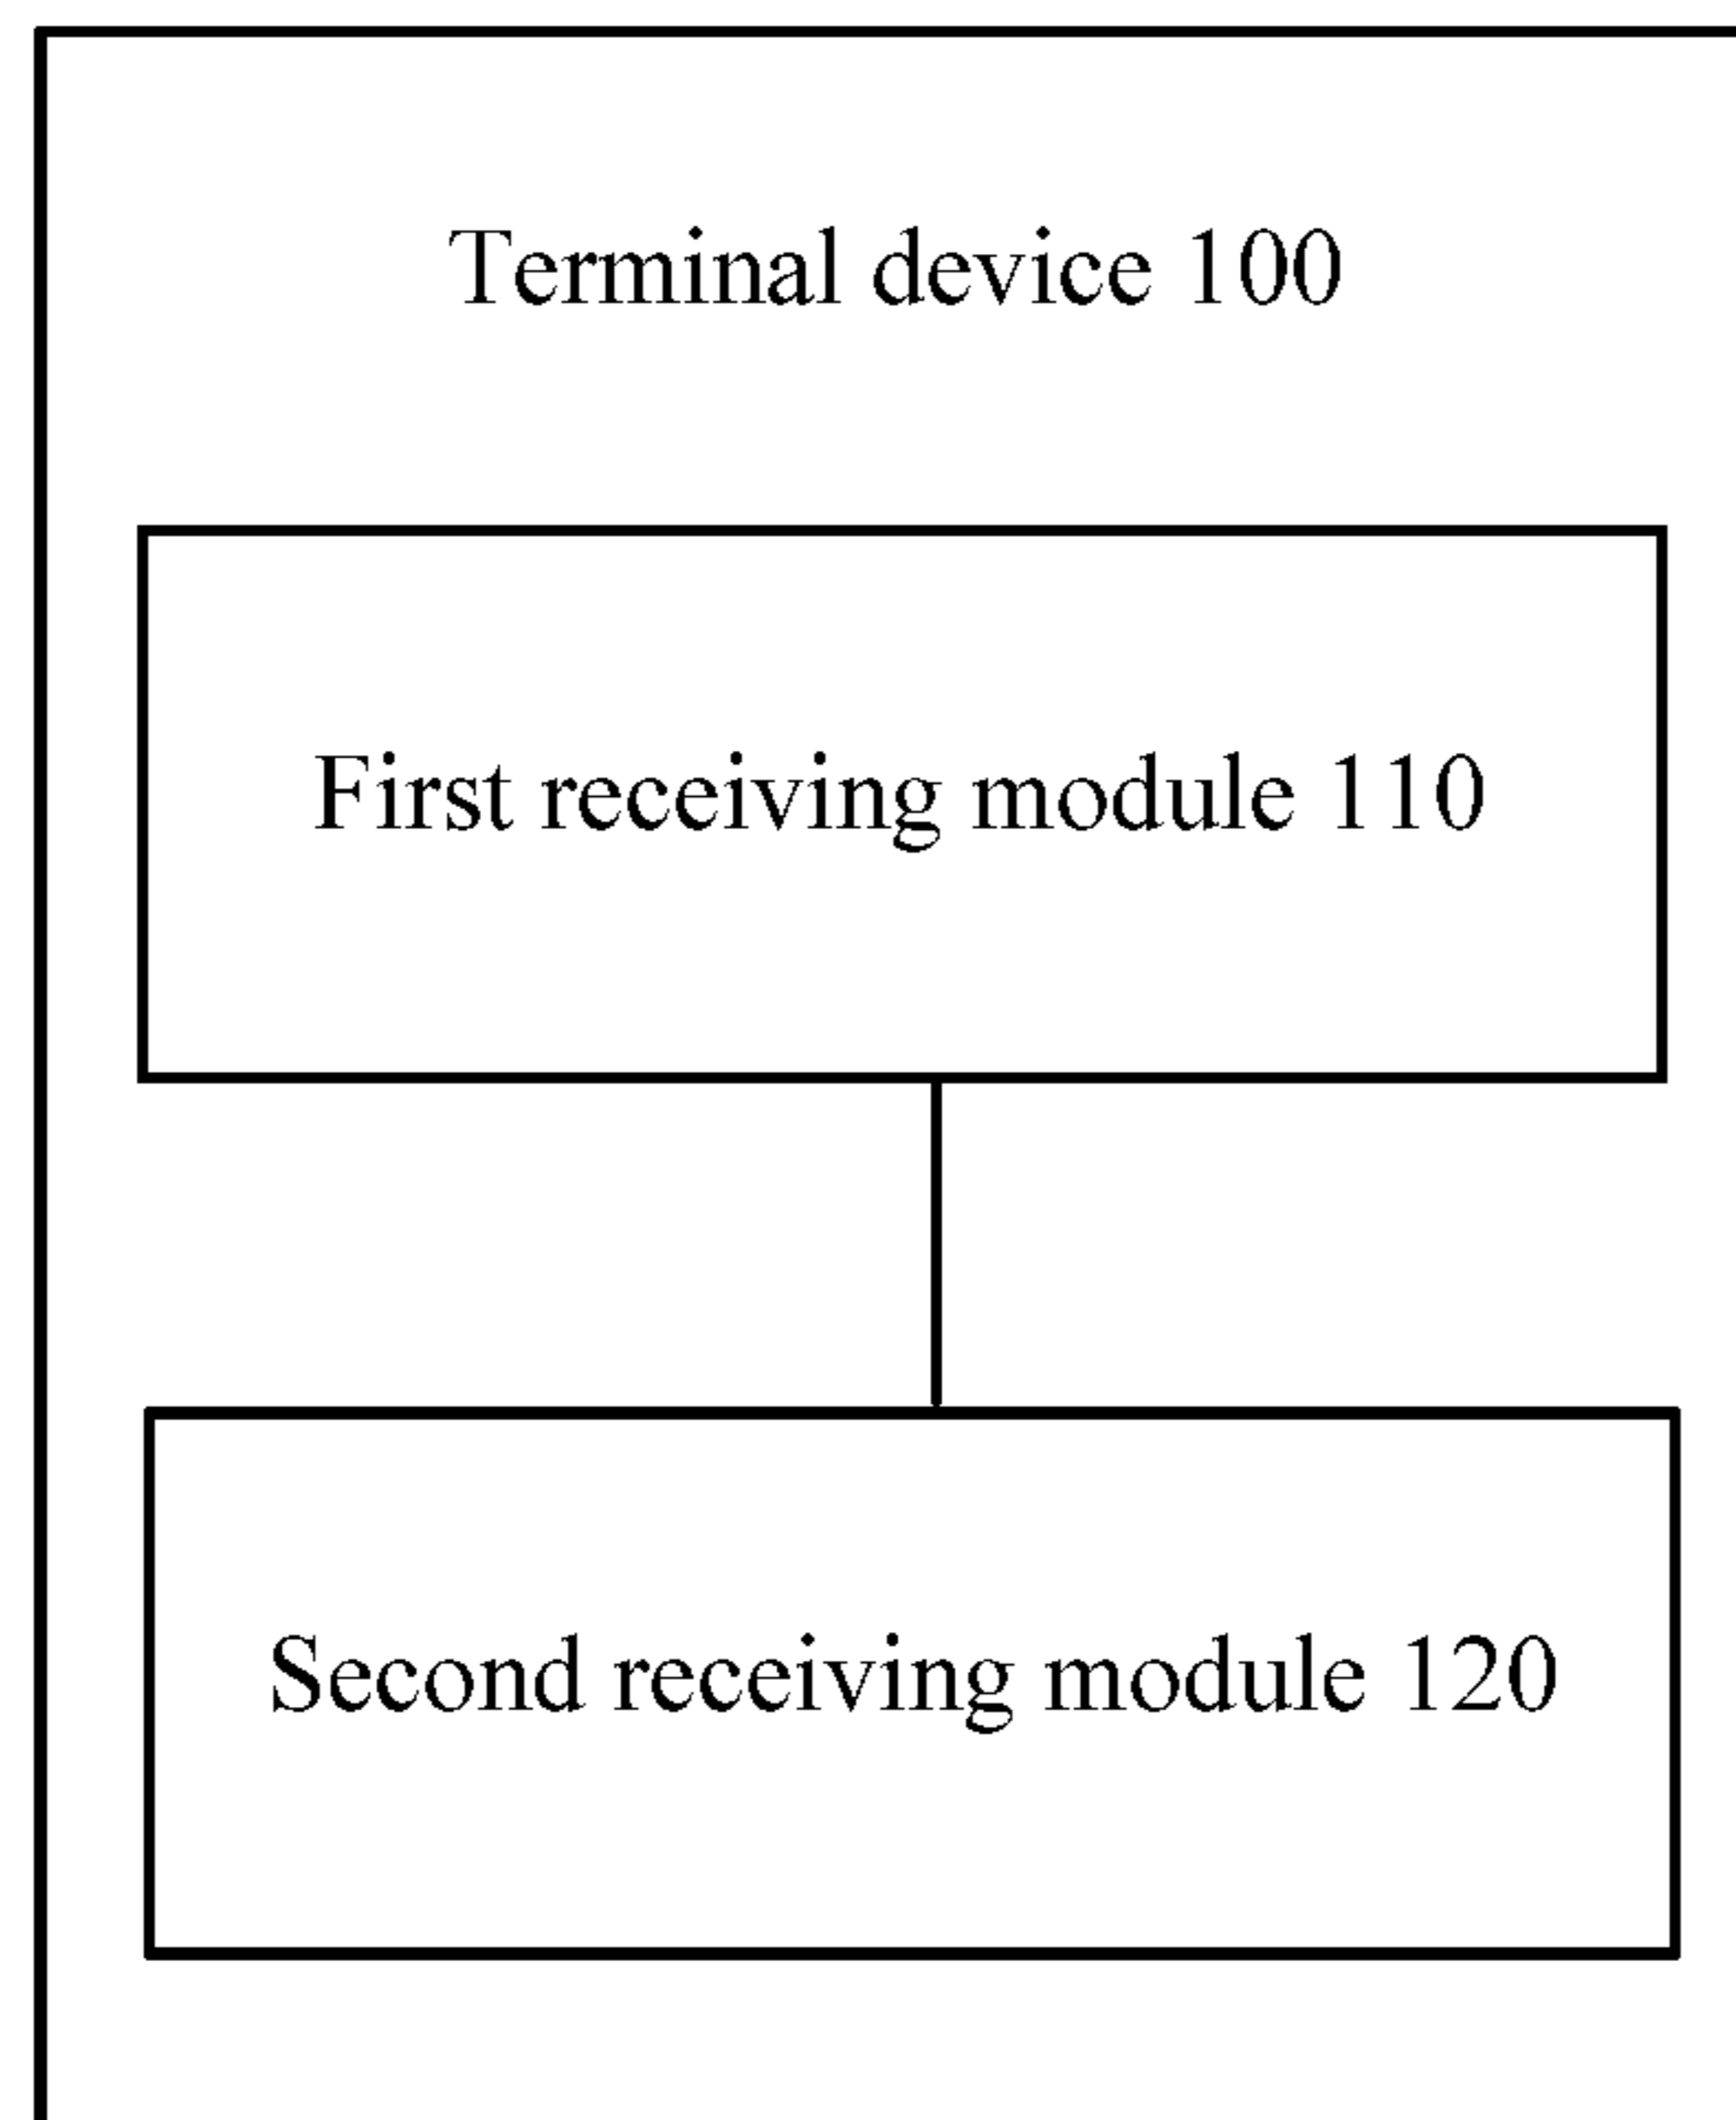 Terminal device 100
First receiving module 110
Second receiving module 120